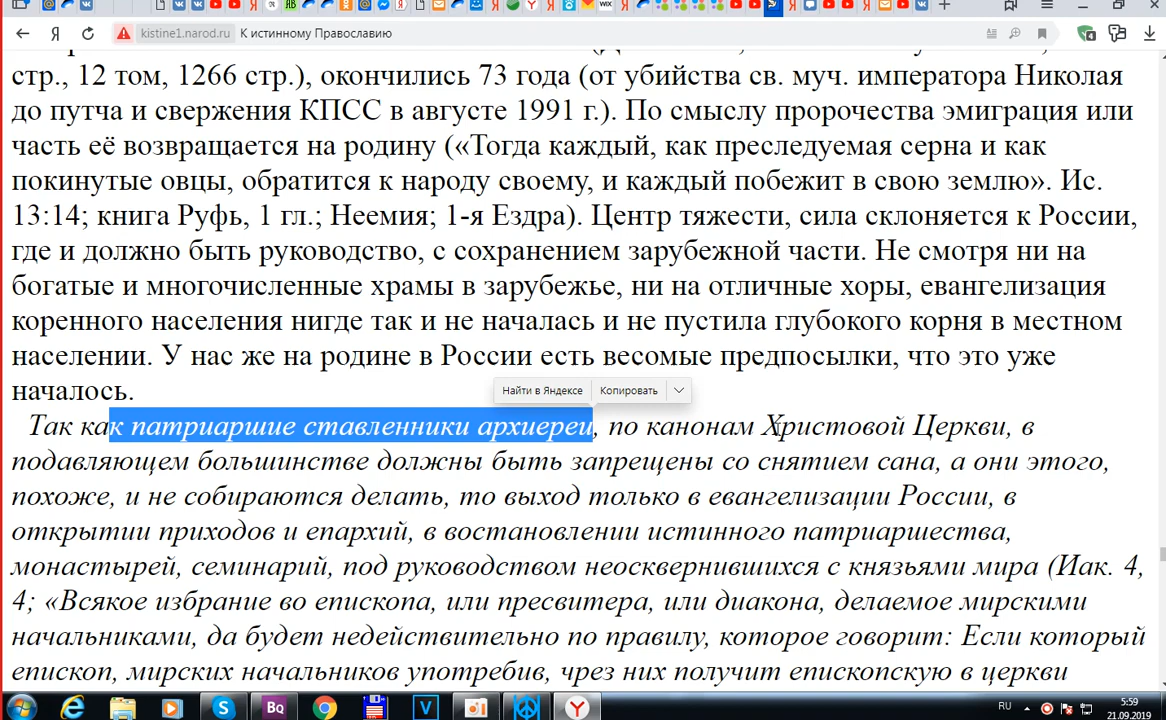 kistine1.narod.ru К истинному Православию
стр., 12 том, 1266 стр.), окончились 73 года (от убийства св. муч. императора Николая
до путча и свержения КПСС в августе 1991 г.). По смыслу пророчества эмиграция или
часть её возвращается на родину («Тогда каждый, как преследуемая серна и как
покинутые овцы, обратится к народу своему, и каждый побежит в свою землю». Ис.
13:14; книга Руфь, 1 гл.; Неемия; 1-я Ездра). Центр тяжести, сила склоняется к России,
где и должно быть руководство, с сохранением зарубежной части. Не смотря ни на
богатые и многочисленные храмы в зарубежье, ни на отличные хоры, евангелизация
коренного населения нигде так и не началась и не пустила глубокого корня в местном
населении. У нас же на родине в России есть весомые предпосылки, что это уже
началось.
Найти в Яндексе Копировать
Так как патриаршие ставленники архиереи, по канонам Христовой Церкви, в
подавляющем большинстве должны быть запрещены со снятием сана, а они этого,
похоже, и не собираются делать, то выход только в евангелизации России, в
открытии приходов и епархий, в востановлении истинного патриаршества,
монастырей, семинарий, под руководством неосквернившихся с князьями мира (Иак. 4,
4; «Всякое избрание во епископа, или пресвитера, или диакона, делаемое мирскими
начальниками, да будет недействительно по правилу, которое говорит: Если который
епископ, мирских начальников употребив, чрез них получит епископскую в церкви
RU 5:59
21.09.2019